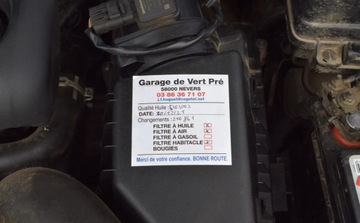 Garage de Vert Pré
58000 NEVERS
03 86 36 71 07
Qualité Huile :
DATE:
Changements :
FILTRE À HUILE
FILTRE À AIR
FILTRE À GASOIL
FILTRE HABITACLE
BOUGIES
Merci de votre confiance. BONNE ROUTE.